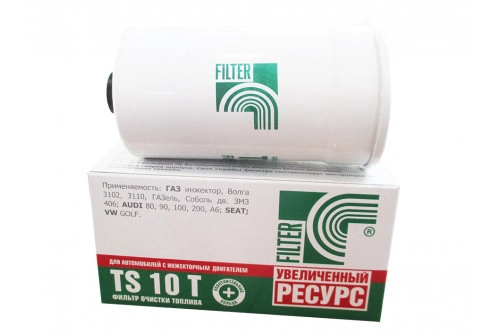 FILTER
Применяемость: ГАЗ инжектор, Волга
3102, 3110, ГАЗель, Соболь дв. ЗМЗ
406; AUDI 80, 90, 100, 200, A6; SEAT;
VW GOLF.
FILTER
®
ДЛЯ АВТОМОБИЛЕЙ С ИНЖЕКТОРНЫМ ДВИГАТЕЛЕМ
TS 10 T
ФИЛЬТР ОЧИСТКИ ТОПЛИВА
УВЕЛИЧЕННЫЙ
РЕСУРС